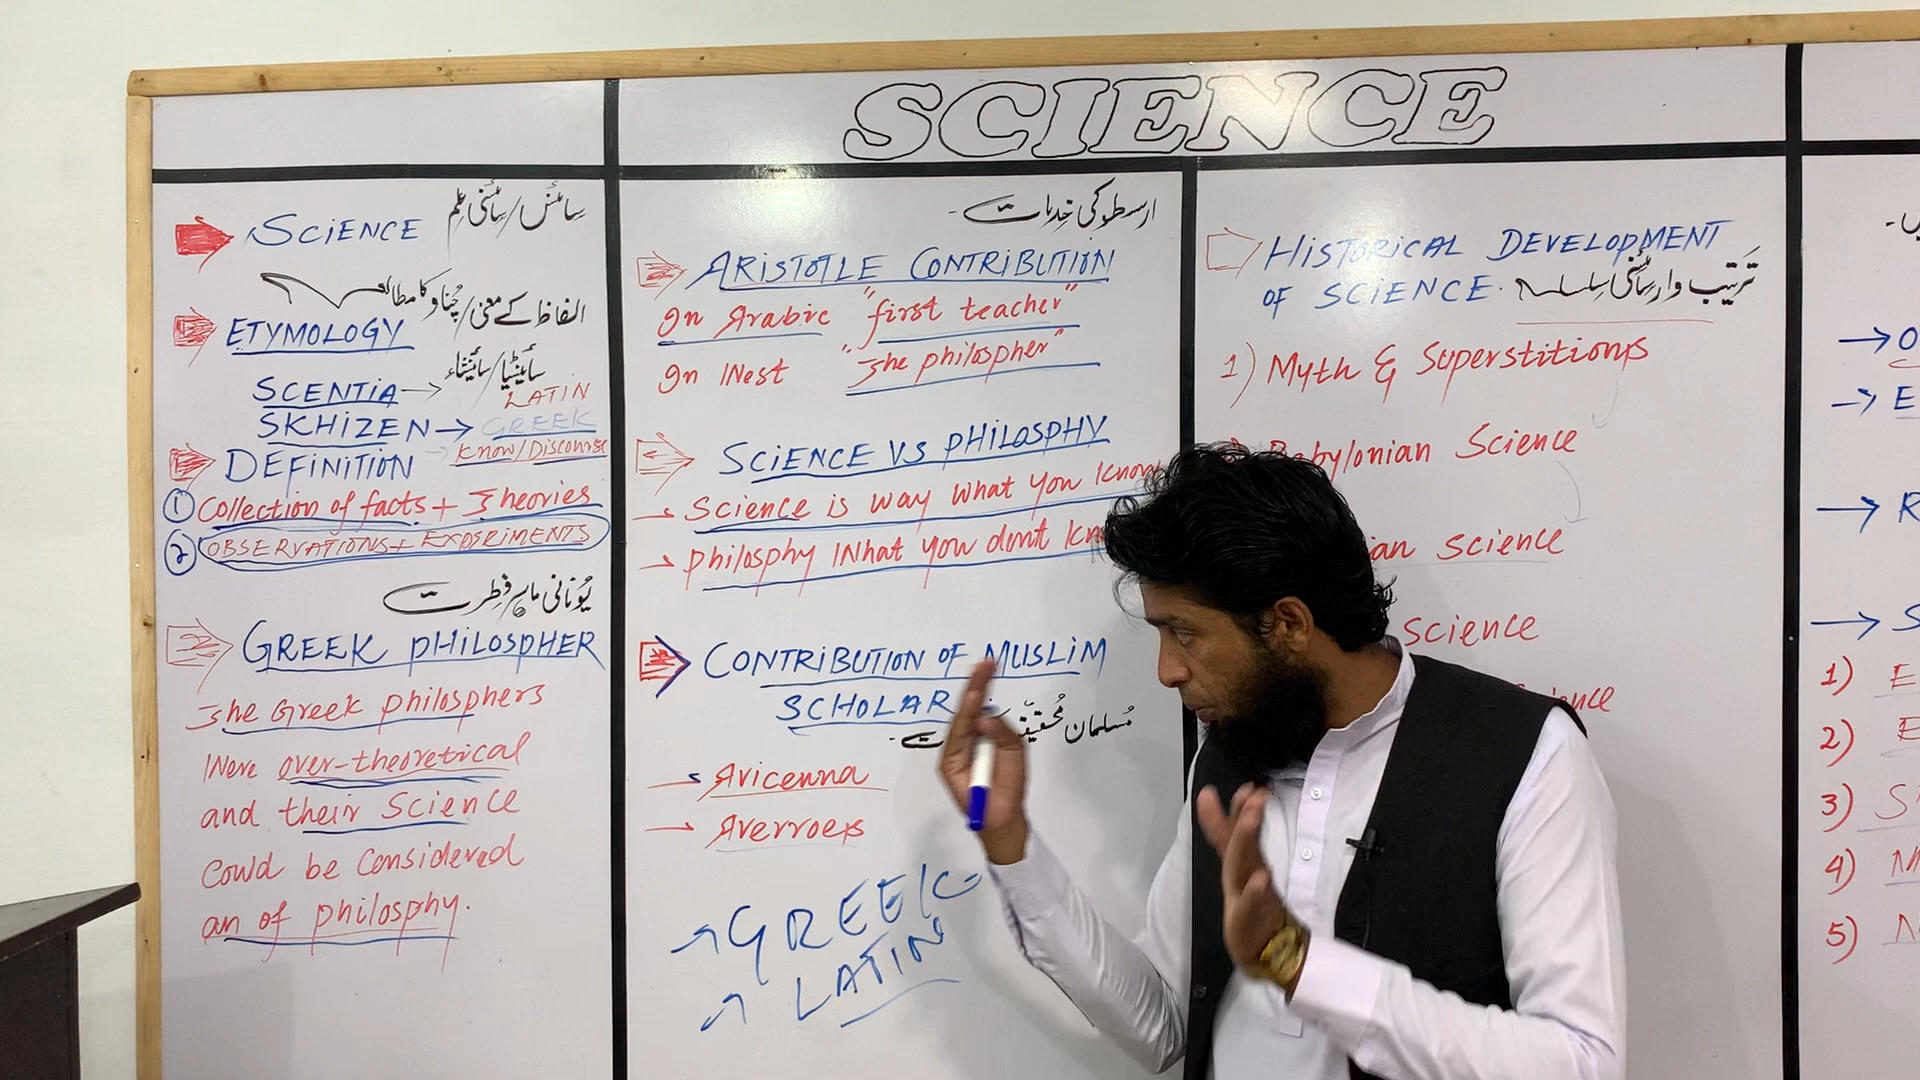 SCIENCE
SCIENCE سائنس/سائنسی علم
الفاظ کے معنی/چناو کا مطالعہ
ETYMOLOGY
سائینٹیا/سائنیشاء
SCENTIA → LATIN
SKHIZEN → GREEK
DEFINITION → Know/Discourse
1 Collection of facts + Theories
2 OBSERVATIONS + EXPERIMENTS
یونانی ماہر فطرت
GREEK PHILOSPHER
The Greek philosphers
Were over-theoretical
and their Science
Could be Considered
an of philosphy.
ارسطو کی خدمات
ARISTOTLE CONTRIBUTION
In Arabic "first teacher"
In West "The philospher"
SCIENCE VS PHILOSPHY
→ Science is way What you know
→ Philosphy What you dont
CONTRIBUTION OF MUSLIM
SCHOLAR
مسلمان
→ Avicenna
→ Averroes
→ GREEK
→ LATIN
HISTORICAL DEVELOPMENT
OF SCIENCE. ترتیب وار سائنسی سلسلہ
1) Myth & Superstitions
Babylonian Science
science
Science
→ O
→ E
→ R
→ S
1) E
2) E
3) S
4) N
5) N